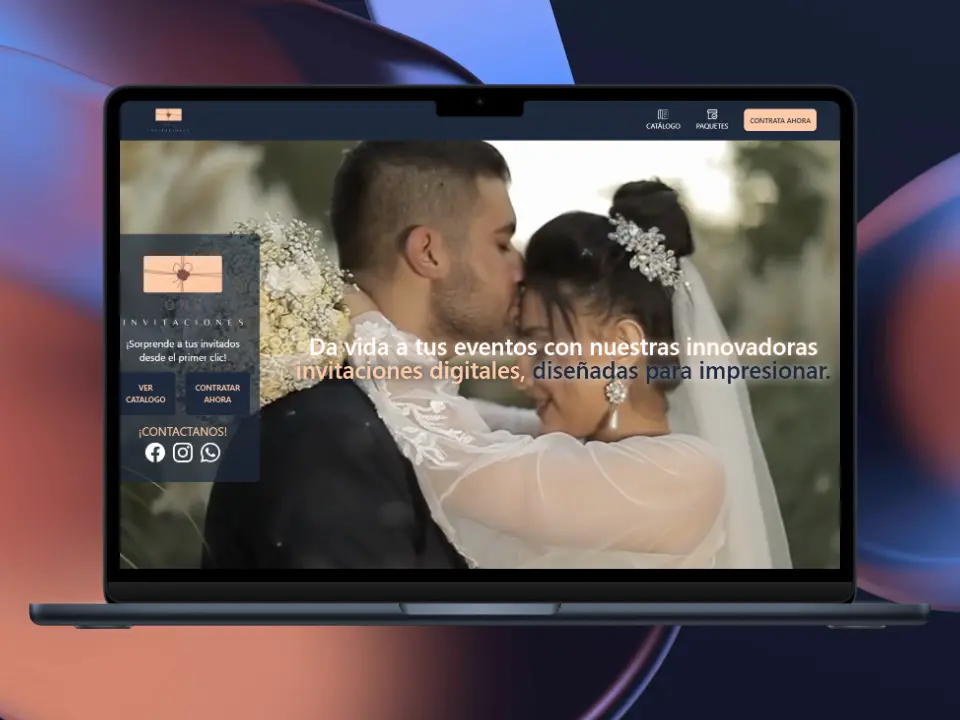 CATÁLOGO
PAQUETES
CONTRATA AHORA
INVITACIONES
¡Sorprende a tus invitados
desde el primer clic!
VER
CATALOGO
CONTRATAR
AHORA
¡CONTACTANOS!
Da vida a tus eventos con nuestras innovadoras
invitaciones digitales, diseñadas para impresionar.